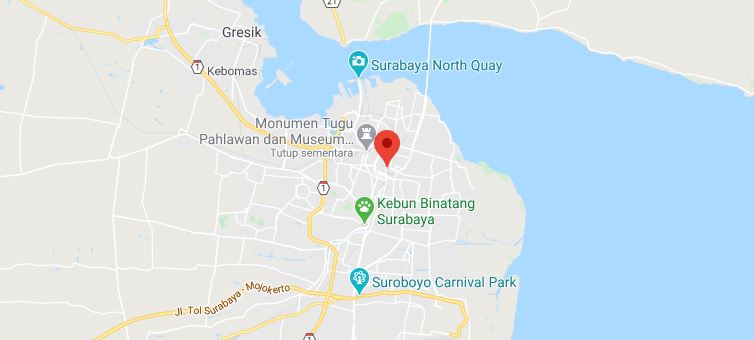 21
Gresik
1
Kebomas
Surabaya North Quay
Monumen Tugu
Pahlawan dan Museum...
Tutup sementara
1
Kebun Binatang
Surabaya
Suroboyo Carnival Park
Jl. Tol Surabaya - Mojokerto
1